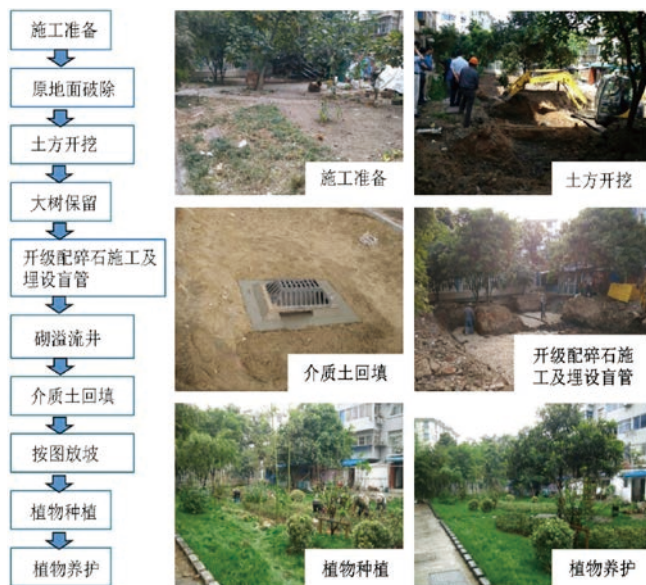 施工准备
原地面破除
土方开挖
大树保留
开级配碎石施工及
埋设盲管
砌溢流井
介质土回填
按图放坡
植物种植
植物养护
施工准备
土方开挖
介质土回填
开级配碎石施
工及埋设盲管
植物种植
植物养护